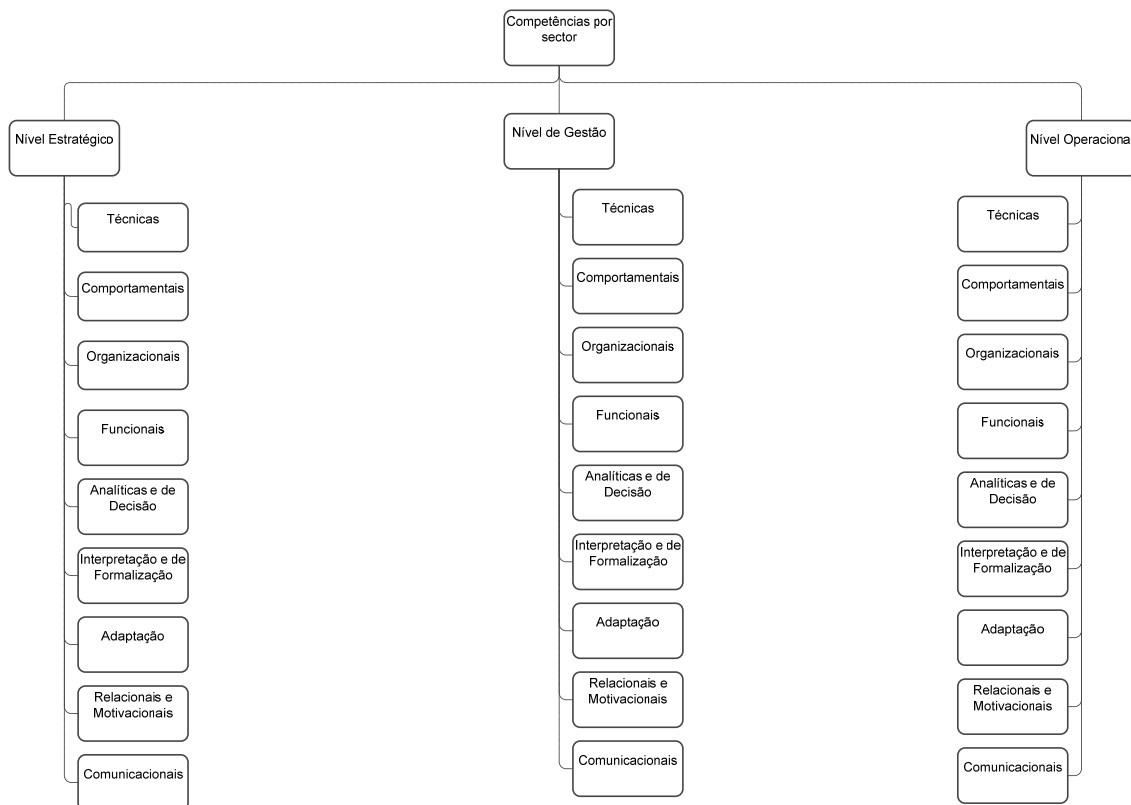 Competências por
sector
Nível Estratégico
Técnicas
Comportamentais
Organizacionais
Funcionais
Analíticas e de
Decisão
Interpretação e de
Formalização
Adaptação
Relacionais e
Motivacionais
Comunicacionais
Nível de Gestão
Técnicas
Comportamentais
Organizacionais
Funcionais
Analíticas e de
Decisão
Interpretação e de
Formalização
Adaptação
Relacionais e
Motivacionais
Comunicacionais
Nível Operaciona
Técnicas
Comportamentais
Organizacionais
Funcionais
Analíticas e de
Decisão
Interpretação e de
Formalização
Adaptação
Relacionais e
Motivacionais
Comunicacionais